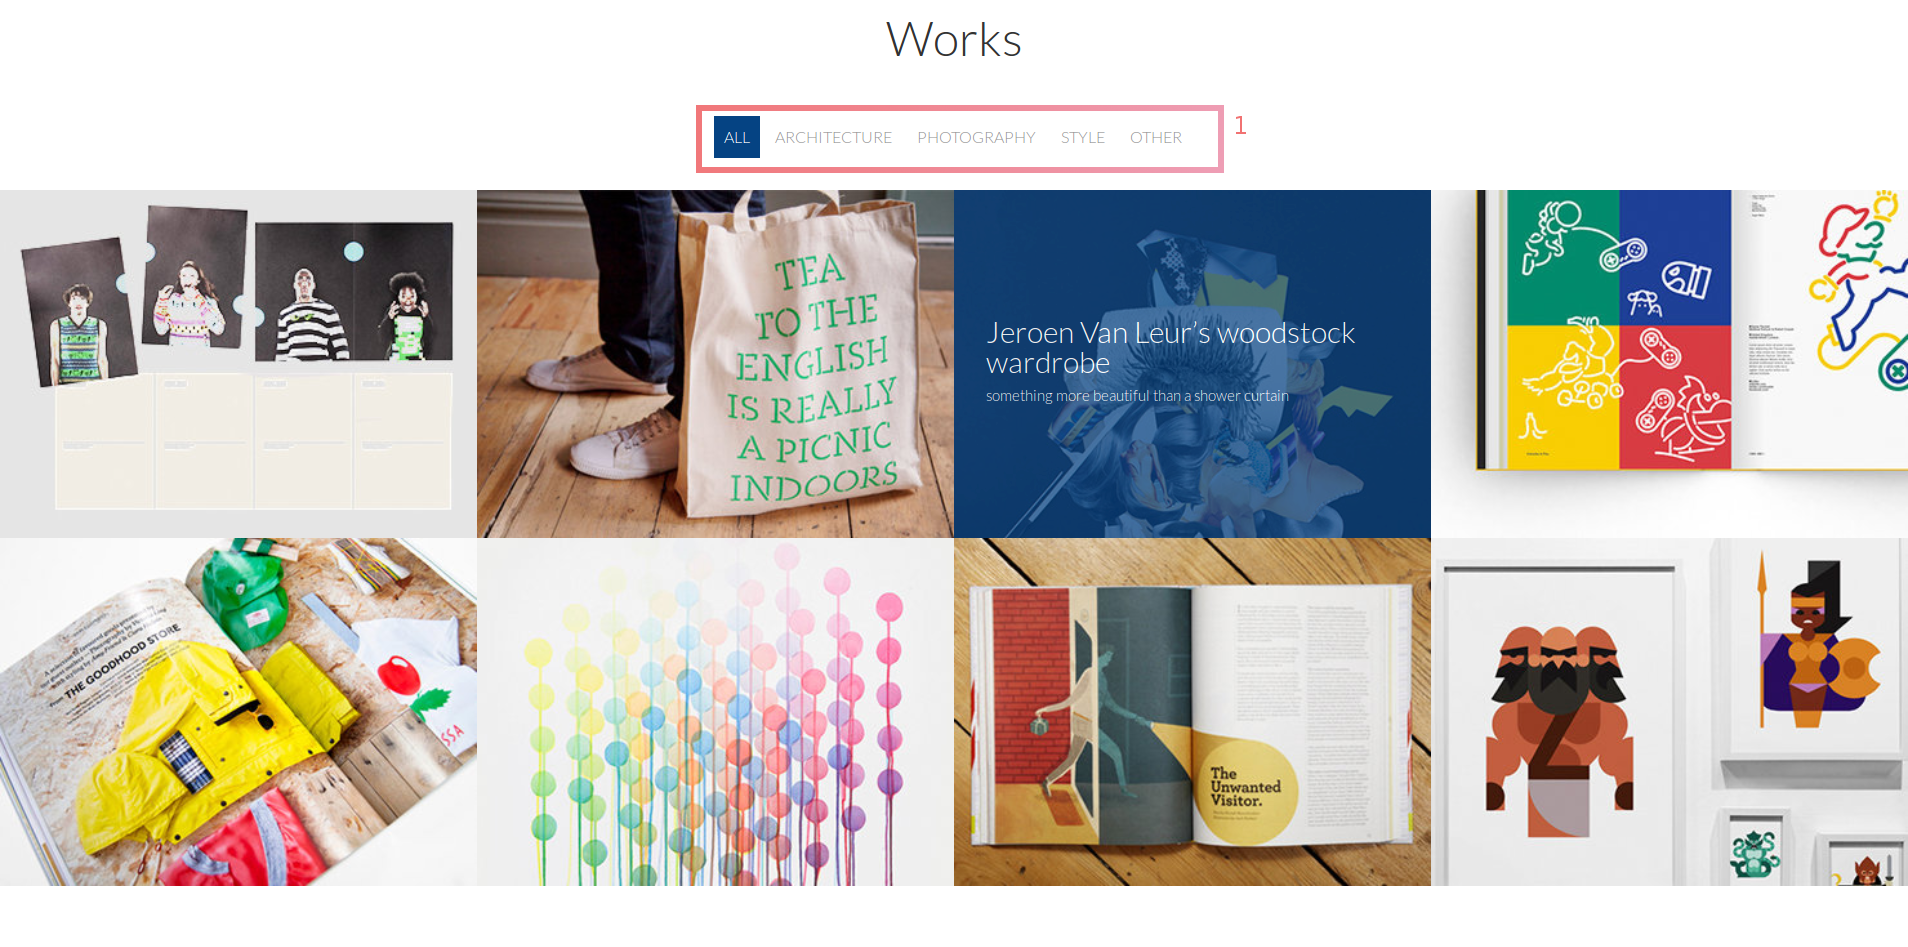 Works
ALL ARCHITECTURE PHOTOGRAPHY STYLE OTHER
1
TEA
TO THE
ENGLISH
IS REALLY
A PICNIC
INDOORS
Jeroen Van Leur's woodstock
wardrobe
something more beautiful than a shower curtain
THE GOODHOOD STORE
SSA
The
Unwanted
Visitor.